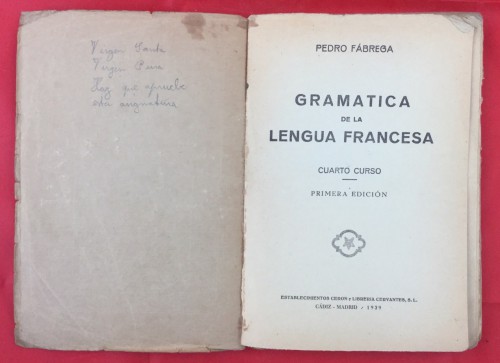 Virgen Santa
Virgen Pura
Haz que apruebe
esta asignatura
PEDRO FÁBREGA
GRAMATICA
DE LA
LENGUA FRANCESA
CUARTO CURSO
PRIMERA EDICIÓN
ESTABLECIMIENTOS CERON y LIBRERIA CERVANTES, S.L.
CÁDIZ - MADRID - 1939